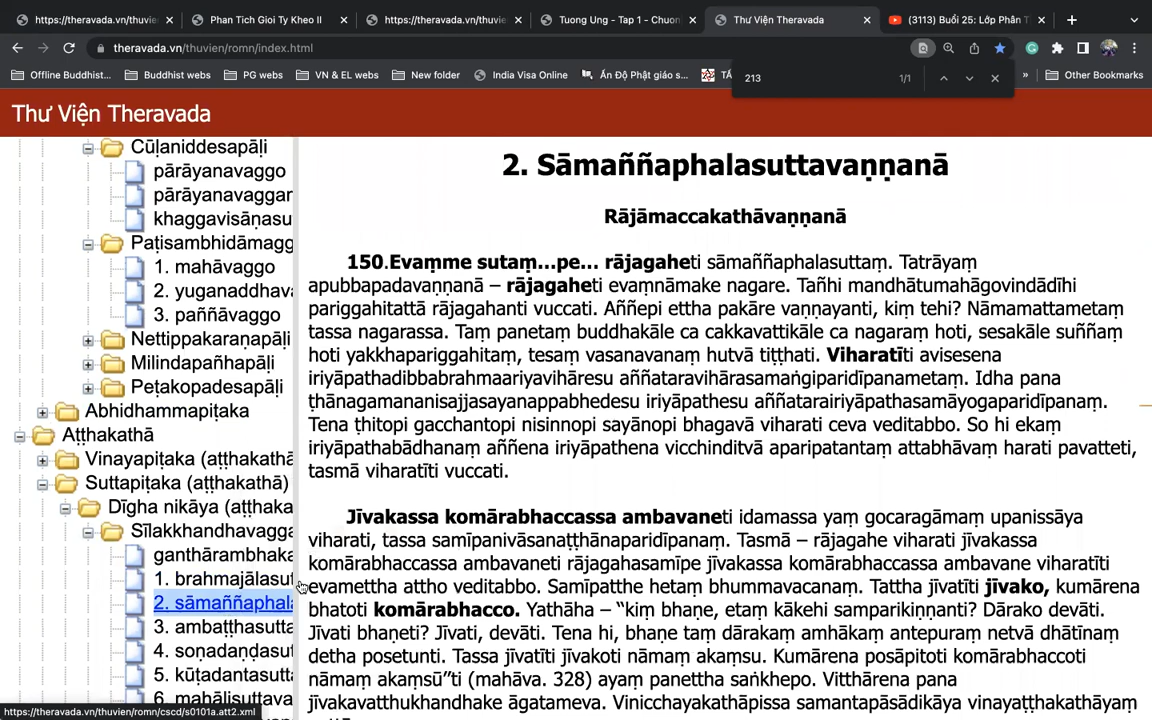 https://theravada.vn/thuvie
Phan Tich Gioi Ty Kheo II
https://theravada.vn/thuvie
Tuong Ung - Tap 1 - Chuon
Thư Viện Theravada
(3113) Buổi 25: Lớp Phân T
theravada.vn/thuvien/romn/index.html
Offline Buddhist...
Buddhist webs
PG webs
VN & EL webs
New folder
India Visa Online
Ấn Độ Phật giáo s...
TẤ
»
Other Bookmarks
213
1/1
Thư Viện Theravada
Cūḷaniddesapāḷi
pārāyanavaggo
pārāyanavaggan
khaggavisāṇasu
Paṭisambhidāmagg
1. mahāvaggo
2. yuganaddhava
3. paññāvaggo
Nettippakaraṇapāḷi
Milindapañhapāḷi
Peṭakopadesapāḷi
Abhidhammapiṭaka
Aṭṭhakathā
Vinayapiṭaka (aṭṭhakathā
Suttapiṭaka (aṭṭhakathā)
Dīgha nikāya (aṭṭhaka
Sīlakkhandhavagga
ganthārambhaka
1. brahmajālasut
2. sāmaññaphala
3. ambaṭṭhasutta
4. soṇadaṇḍasut
5. kūṭadantasutta
6. mahālisuttava
https://theravada.vn/thuvien/romn/cscd/s0101a.att2.xml
2. Sāmaññaphalasuttavaṇṇanā
Rājāmaccakathāvaṇṇanā
150.Evaṃme sutaṃ...pe... rājagaheti sāmaññaphalasuttaṃ. Tatrāyaṃ
apubbapadavaṇṇanā – rājagaheti evaṃnāmake nagare. Tañhi mandhātumahāgovindādīhi
pariggahitattā rājagahanti vuccati. Aññepi ettha pakāre vaṇṇayanti, kiṃ tehi? Nāmamattametaṃ
tassa nagarassa. Taṃ panetaṃ buddhakāle ca cakkavattikāle ca nagaraṃ hoti, sesakāle suññaṃ
hoti yakkhapariggahitaṃ, tesaṃ vasanavanaṃ hutvā tiṭṭhati. Viharatīti avisesena
iriyāpathadibbabrahmaariyavihāresu aññataravihārasamaṅgiparidīpanametaṃ. Idha pana
ṭhānagamananisajjasayanappabhedesu iriyāpathesu aññatarairiyāpathasamāyogaparidīpanaṃ.
Tena ṭhitopi gacchantopi nisinnopi sayānopi bhagavā viharati ceva veditabbo. So hi ekaṃ
iriyāpathabādhanaṃ aññena iriyāpathena vicchinditvā aparipatantaṃ attabhāvaṃ harati pavatteti,
tasmā viharatīti vuccati.
Jīvakassa komārabhaccassa ambavaneti idamassa yaṃ gocaragāmaṃ upanissāya
viharati, tassa samīpanivāsanaṭṭhānaparidīpanaṃ. Tasmā – rājagahe viharati jīvakassa
komārabhaccassa ambavaneti rājagahasamīpe jīvakassa komārabhaccassa ambavane viharatīti
evamettha attho veditabbo. Samīpatthe hetaṃ bhummavacanaṃ. Tattha jīvatīti jīvako, kumārena
bhatoti komārabhacco. Yathāha – “kiṃ bhaṇe, etaṃ kākehi samparikiṇṇanti? Dārako devāti.
Jīvati bhaṇeti? Jīvati, devāti. Tena hi, bhaṇe taṃ dārakaṃ amhākaṃ antepuraṃ netvā dhātīnaṃ
detha posetunti. Tassa jīvatīti jīvakoti nāmaṃ akaṃsu. Kumārena posāpitoti komārabhaccoti
nāmaṃ akaṃsū”ti (mahāva. 328) ayaṃ panettha saṅkhepo. Vitthārena pana
jīvakavatthukhandhake āgatameva. Vinicchayakathāpissa samantapāsādikāya vinayaṭṭhakathāyaṃ